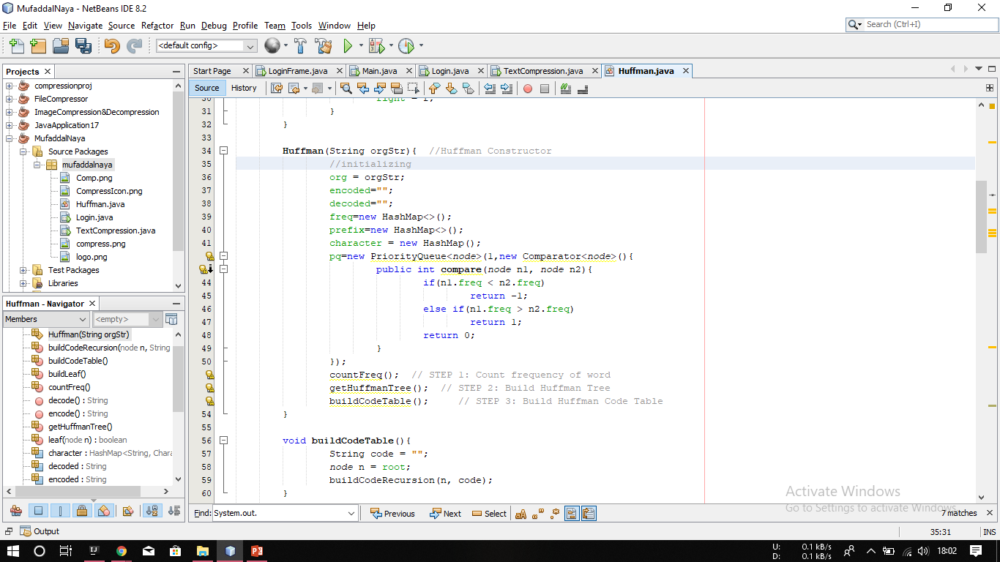 MufaddalNaya - NetBeans IDE 8.2
File Edit View Navigate Source Refactor Run Debug Profile Team Tools Window Help
Search (Ctrl+I)
<default config>
Projects
Start Page LoginFrame.java Main.java Login.java TextCompression.java Huffman.java
Source History
compressionproj
FileCompressor
ImageCompression&Decompression
JavaApplication17
MufaddalNaya
Source Packages
mufaddalnaya
Comp.png
CompressIcon.png
Huffman.java
Login.java
TextCompression.java
compress.png
logo.png
Test Packages
Libraries
Huffman - Navigator
Members <empty>
Huffman(String orgStr)
buildCodeRecursion(node n, String
buildCodeTable()
buildLeaf()
countFreq()
decode() : String
encode() : String
getHuffmanTree()
leaf(node n) : boolean
character : HashMap<String, Chara
decoded : String
encoded : String
30 right = r;
31 }
32 }
33
34 Huffman(String orgStr){ //Huffman Constructor
35 //initializing
36 org = orgStr;
37 encoded="";
38 decoded="";
39 freq=new HashMap<>();
40 prefix=new HashMap<>();
41 character = new HashMap();
pq=new PriorityQueue<node>(1,new Comparator<node>(){
public int compare(node n1, node n2){
44 if(n1.freq < n2.freq)
45 return -1;
46 else if(n1.freq > n2.freq)
47 return 1;
48 return 0;
49 }
50 });
countFreq(); // STEP 1: Count frequency of word
getHuffmanTree(); // STEP 2: Build Huffman Tree
buildCodeTable(); // STEP 3: Build Huffman Code Table
54 }
55
56 void buildCodeTable(){
57 String code = "";
58 node n = root;
59 buildCodeRecursion(n, code);
60 }
Activate Windows
Go to Settings to activate Windows.
Find: System.out. Previous Next Select 7 matches
Output
35:31 INS
U: 0.1 kB/s
D: 0.1 kB/s
18:02